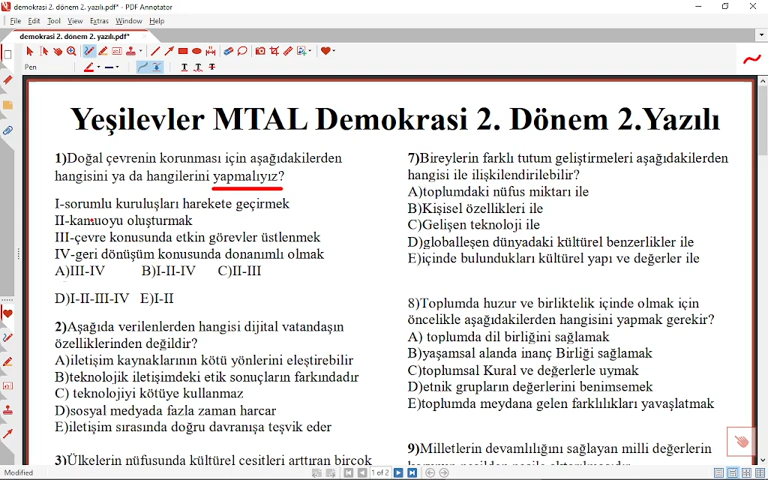 demokrasi 2. dönem 2. yazılı.pdf* - PDF Annotator
File Edit Tool View Extras Window Help
demokrasi 2. dönem 2. yazılı.pdf*
Pen
Yeşilevler MTAL Demokrasi 2. Dönem 2.Yazılı
1)Doğal çevrenin korunması için aşağıdakilerden
hangisini ya da hangilerini yapmalıyız?
I-sorumlu kuruluşları harekete geçirmek
II-kamuoyu oluşturmak
III-çevre konusunda etkin görevler üstlenmek
IV-geri dönüşüm konusunda donanımlı olmak
A)III-IV B)I-II-IV C)II-III
D)I-II-III-IV E)I-II
2)Aşağıda verilenlerden hangisi dijital vatandaşın
özelliklerinden değildir?
A)iletişim kaynaklarının kötü yönlerini eleştirebilir
B)teknolojik iletişimdeki etik sonuçların farkındadır
C) teknolojiyi kötüye kullanmaz
D)sosyal medyada fazla zaman harcar
E)iletişim sırasında doğru davranışa teşvik eder
3)Ülkelerin nüfusunda kültürel çeşitleri arttıran birçok
7)Bireylerin farklı tutum geliştirmeleri aşağıdakilerden
hangisi ile ilişkilendirilebilir?
A)toplumdaki nüfus miktarı ile
B)Kişisel özellikleri ile
C)Gelişen teknoloji ile
D)globalleşen dünyadaki kültürel benzerlikler ile
E)içinde bulundukları kültürel yapı ve değerler ile
8)Toplumda huzur ve birliktelik içinde olmak için
öncelikle aşağıdakilerden hangisini yapmak gerekir?
A) toplumda dil birliğini sağlamak
B)yaşamsal alanda inanç Birliği sağlamak
C)toplumsal Kural ve değerlerle uymak
D)etnik grupların değerlerini benimsemek
E)toplumda meydana gelen farklılıkları yavaşlatmak
9)Milletlerin devamlılığını sağlayan milli değerlerin
Modified
1 of 2